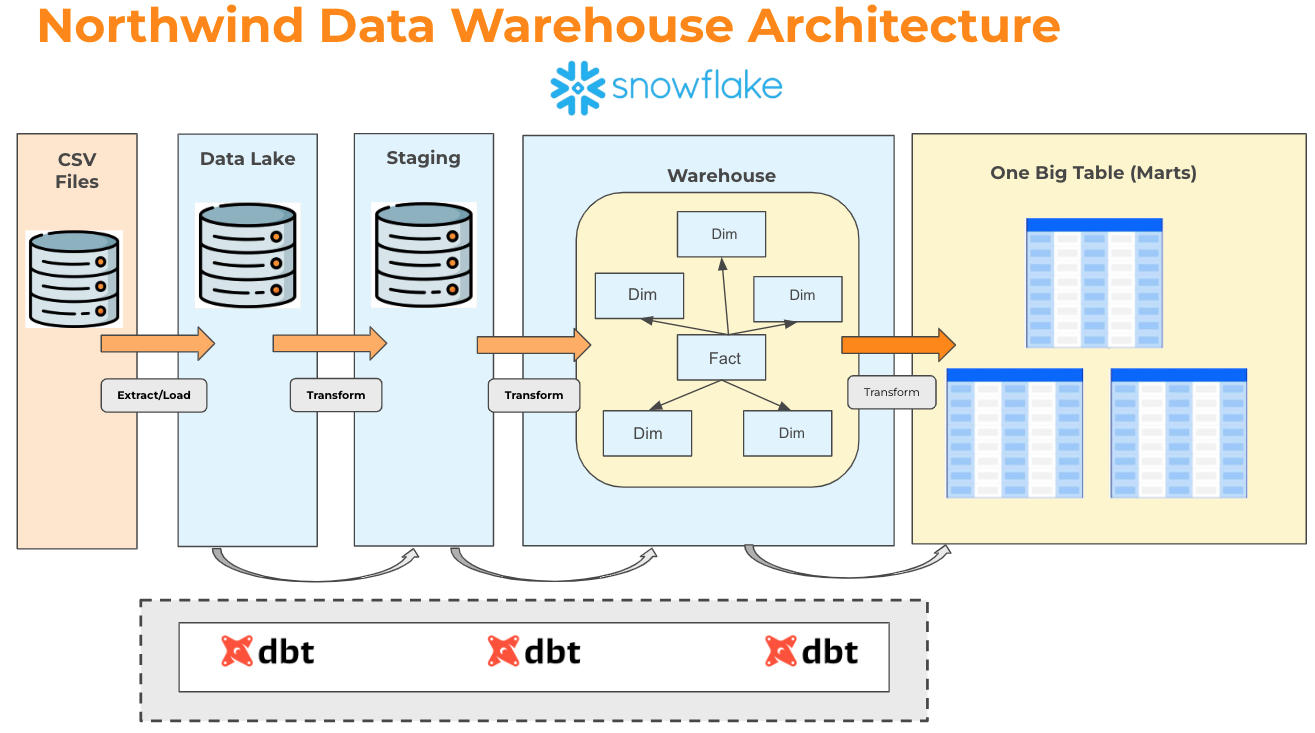 Northwind Data Warehouse Architecture
snowflake
CSV
Files
Data Lake
Staging
Warehouse
One Big Table (Marts)
Dim
Dim
Dim
Fact
Dim
Dim
Extract/Load
Transform
Transform
Transform
dbt
dbt
dbt